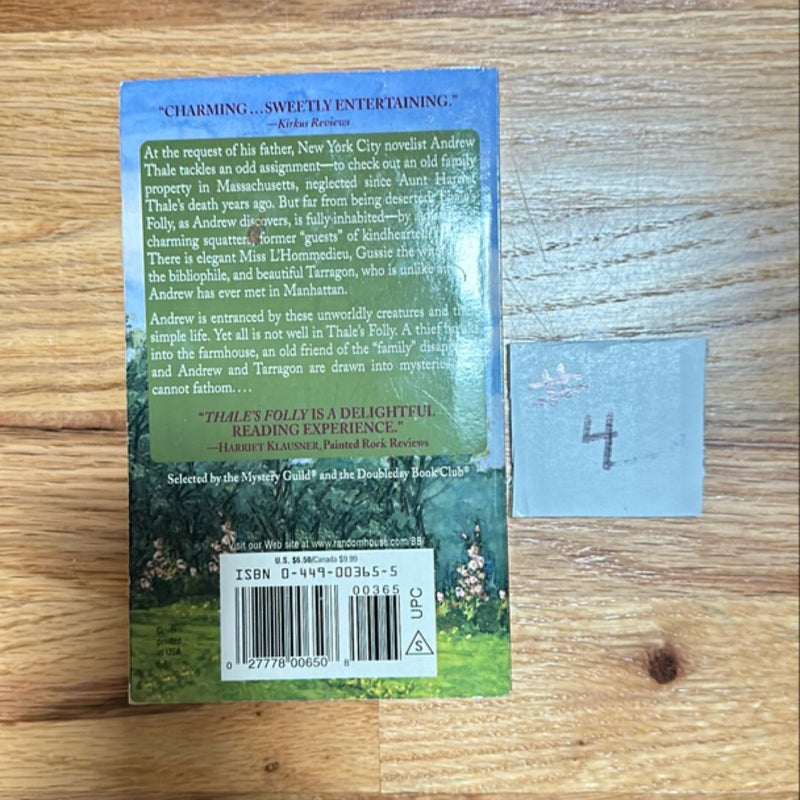 "CHARMING...SWEETLY ENTERTAINING."
—Kirkus Reviews
At the request of his father, New York City novelist Andrew
Thale tackles an odd assignment—to check out an old family
property in Massachusetts, neglected since Aunt
Thale's death years ago. But far from being deserted,
Folly, as Andrew discovers, is fully inhabited—by
charming squatters, former "guests" of kindhearted
There is elegant Miss L'Hommedieu, Gussie the
the bibliophile, and beautiful Tarragon, who is unlike
Andrew has ever met in Manhattan.
Andrew is entranced by these unworldly creatures and their
simple life. Yet all is not well in Thale's Folly. A thief
into the farmhouse, an old friend of the "family"
and Andrew and Tarragon are drawn into
cannot fathom....
"THALE'S FOLLY IS A DELIGHTFUL
READING EXPERIENCE."
—HARRIET KLAUSNER, Painted Rock Reviews
Selected by the Mystery Guild® and the Doubleday Book Club®
Visit our Web site at www.randomhouse.com/BB/
U.S. $6.50/Canada $9.99
ISBN 0-449-00365-5
00365
UPC
S
0 27778 00650 8
Cover
printed
in USA
4